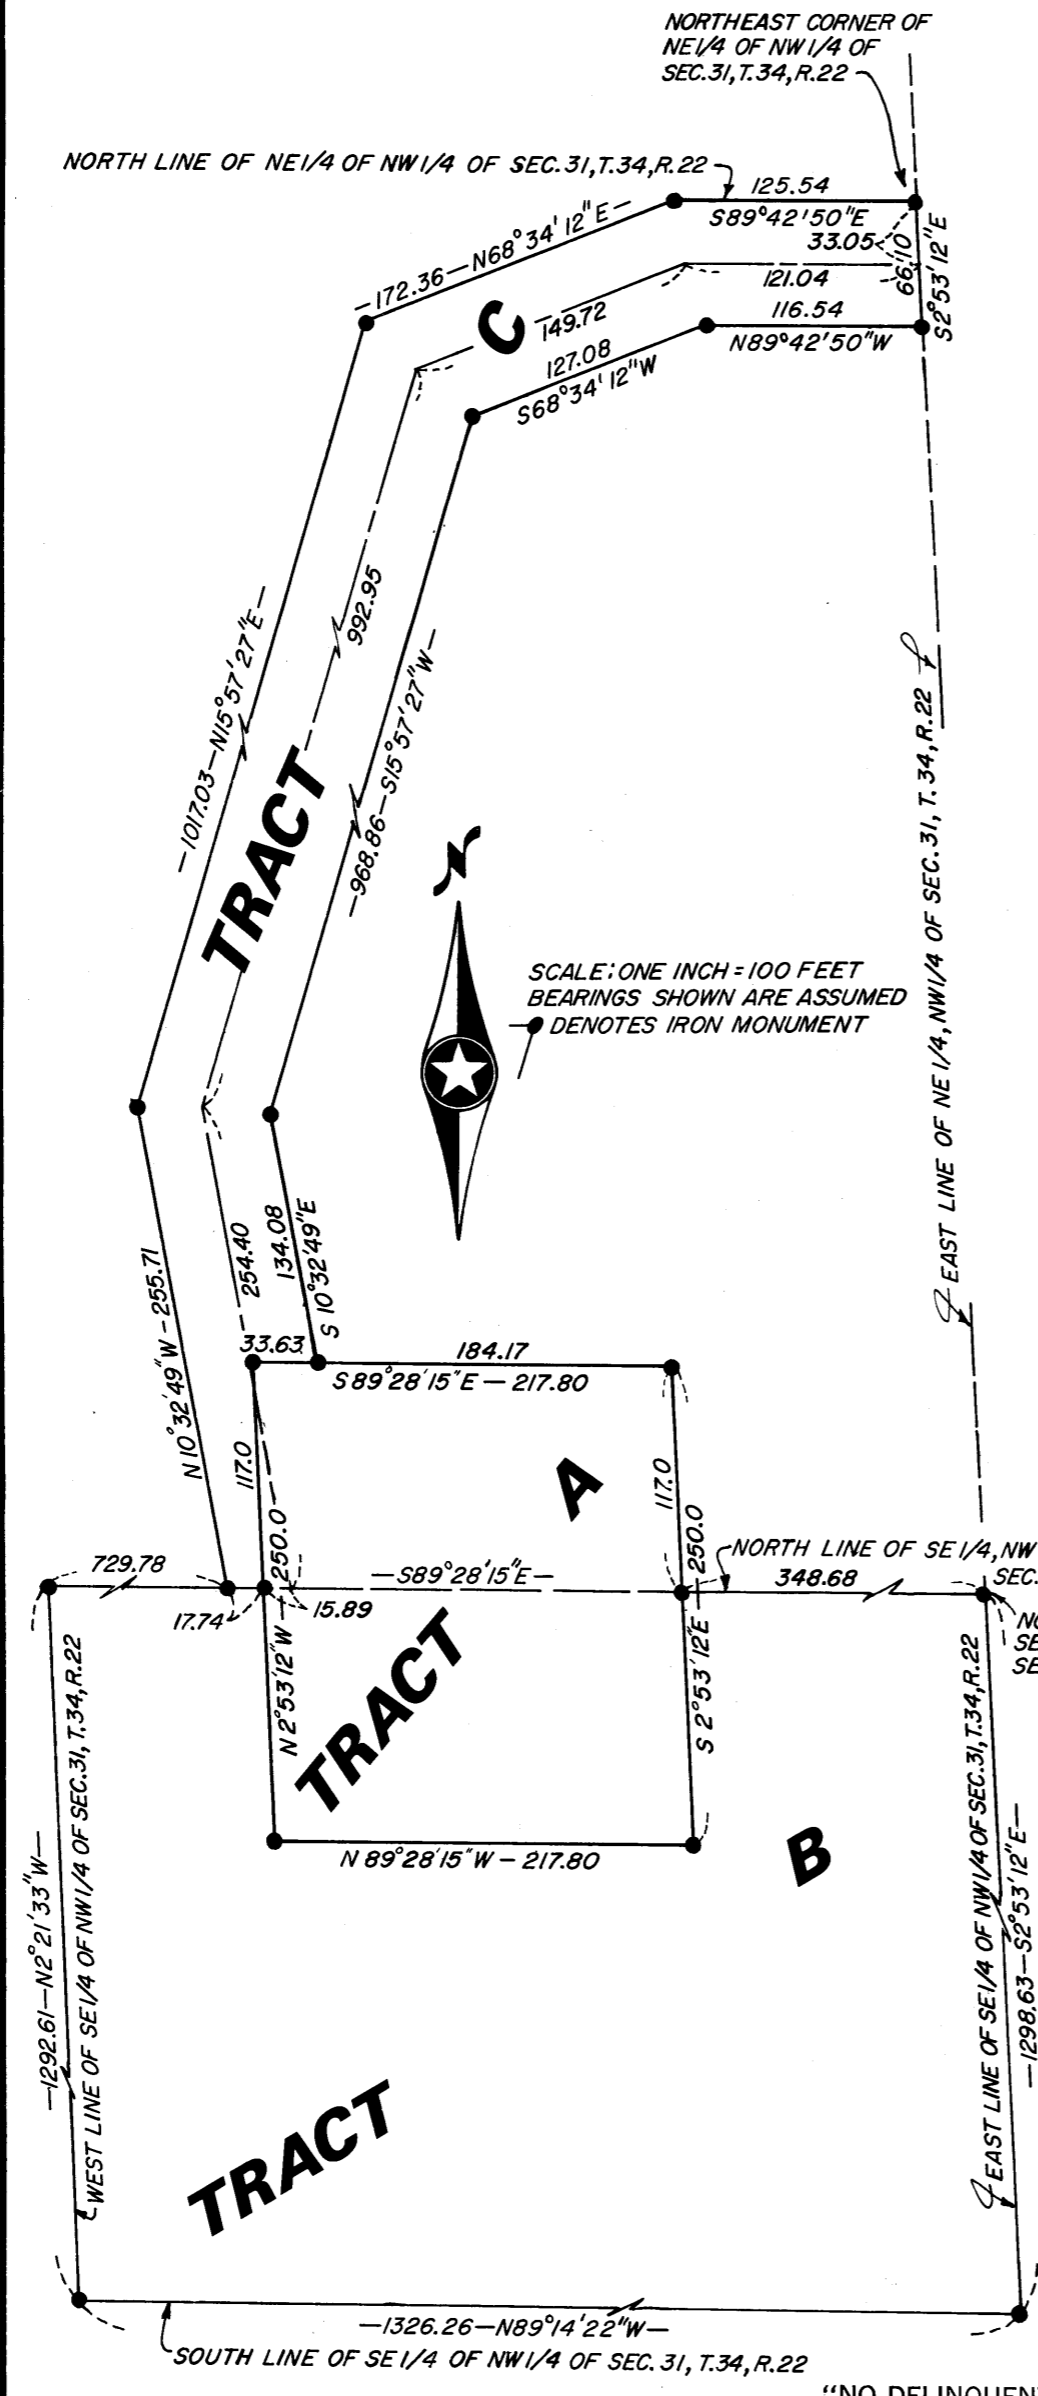 NORTHEAST CORNER OF
NE1/4 OF NW1/4 OF
SEC.31,T.34,R.22
NORTH LINE OF NE1/4 OF NW1/4 OF SEC.31,T.34,R.22
125.54
S89°42'50"E
33.05
66.10
S2°53'12"E
—172.36—N68°34'12"E—
C
149.72
121.04
116.54
N89°42'50"W
127.08
S68°34'12"W
992.95
—1017.03—N15°57'27"E—
—968.86—S15°57'27"W—
TRACT
N
SCALE: ONE INCH = 100 FEET
BEARINGS SHOWN ARE ASSUMED
DENOTES IRON MONUMENT
EAST LINE OF NE1/4, NW1/4 OF SEC.31, T.34, R.22
254.40
134.08
S 10°32'49"E
N 10°32'49"W - 255.71
33.63
184.17
S89°28'15"E — 217.80
117.0
A
117.0
250.0
250.0
NORTH LINE OF SE1/4, NW
SEC.
729.78
—S89°28'15"E—
348.68
17.74
15.89
NO
SE
SE
N2°53'12"W
TRACT
S 2°53'12"E
N 89°28'15"W - 217.80
B
—1292.61—N2°21'33"W—
WEST LINE OF SE1/4 OF NW1/4 OF SEC.31, T.34, R.22
EAST LINE OF SE1/4 OF NW1/4 OF SEC.31, T.34, R.22
—1298.63—S2°53'12"E—
TRACT
—1326.26—N89°14'22"W—
SOUTH LINE OF SE1/4 OF NW1/4 OF SEC. 31, T.34, R.22
"NO DELINQUENT